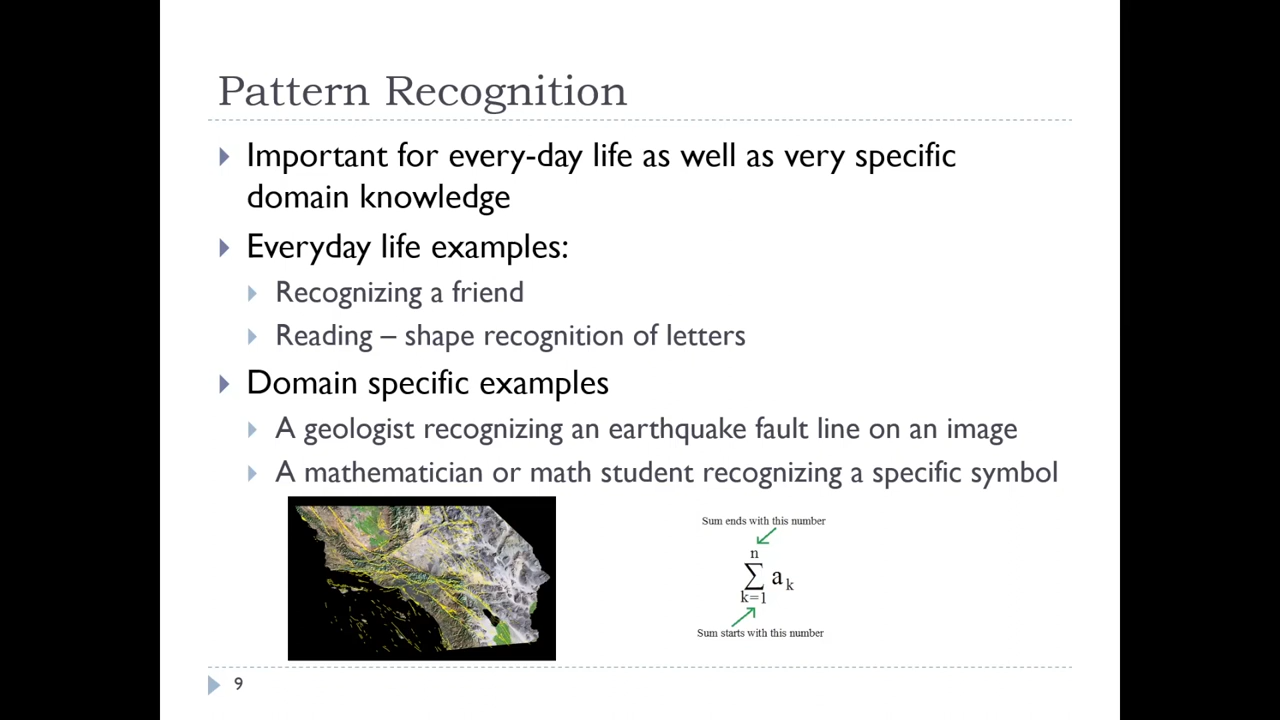 Pattern Recognition
Important for every-day life as well as very specific
domain knowledge
Everyday life examples:
Recognizing a friend
Reading – shape recognition of letters
Domain specific examples
A geologist recognizing an earthquake fault line on an image
A mathematician or math student recognizing a specific symbol
Sum ends with this number
n
∑ a k
k=1
Sum starts with this number
9